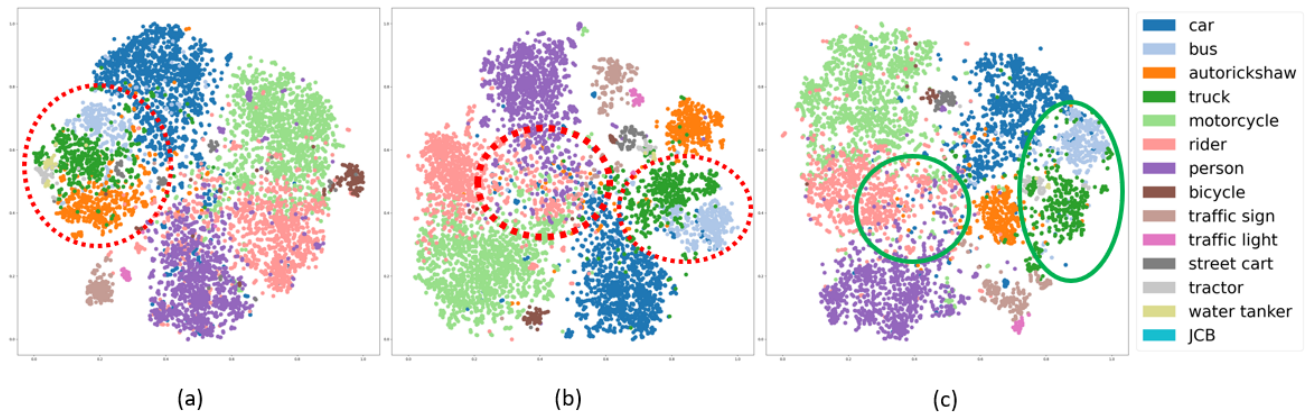 car
bus
autorickshaw
truck
motorcycle
rider
person
bicycle
traffic sign
traffic light
street cart
tractor
water tanker
JCB
(a)
(b)
(c)